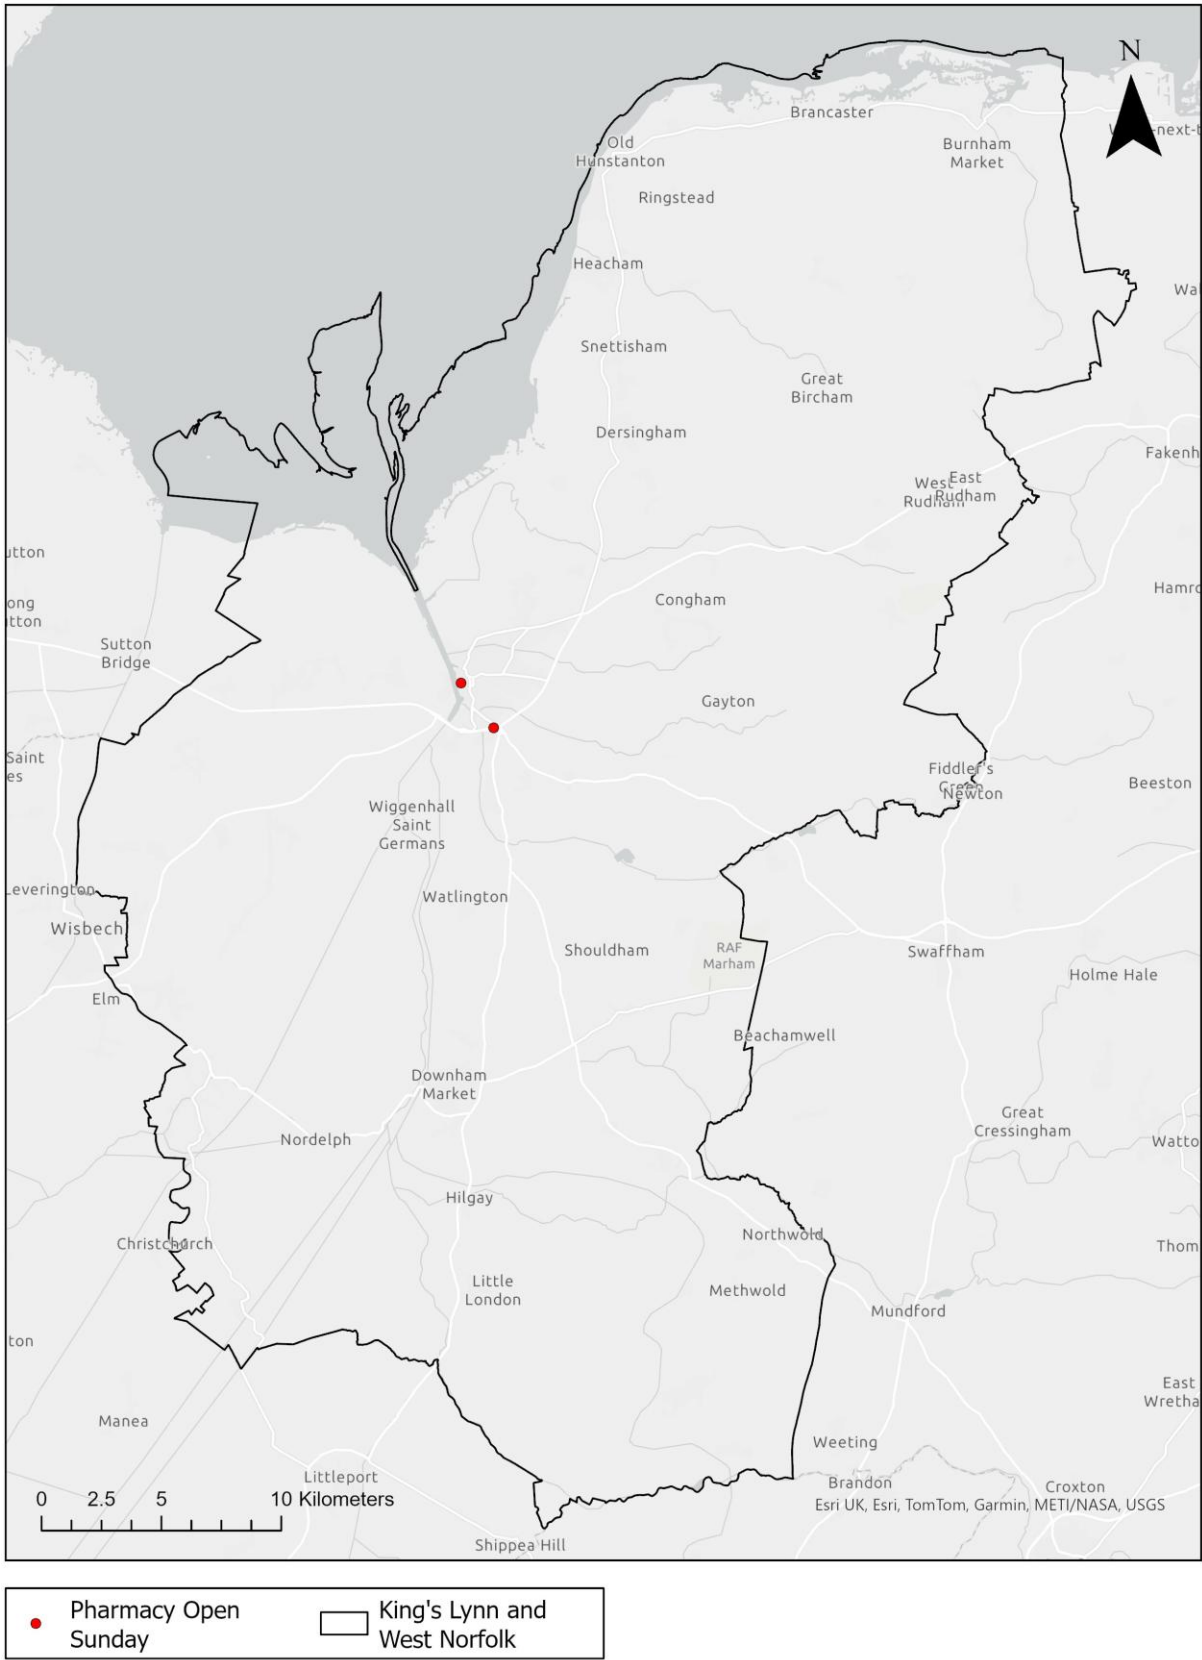 N
Brancaster
Old
Hunstanton
Burnham
Market
-next-t
Ringstead
Heacham
Wal
Snettisham
Great
Bircham
Dersingham
Fakenh
West
Rudham
East
Rudham
utton
Hamro
ong
utton
Congham
Sutton
Bridge
Gayton
Saint
es
Fiddler's
Green
Newton
Beeston
Wiggenhall
Saint
Germans
Leverington
Watlington
Wisbech
Shouldham
RAF
Marham
Swaffham
Holme Hale
Elm
Beachamwell
Downham
Market
Great
Cressingham
Nordelph
Watto
Hilgay
Christchurch
Northwold
Thom
Little
London
Methwold
Mundford
ton
East
Wretha
Manea
Weeting
Littleport
Brandon
Croxton
0 2.5 5 10 Kilometers
Esri UK, Esri, TomTom, Garmin, METI/NASA, USGS
Shippea Hill
Pharmacy Open
Sunday
King's Lynn and
West Norfolk